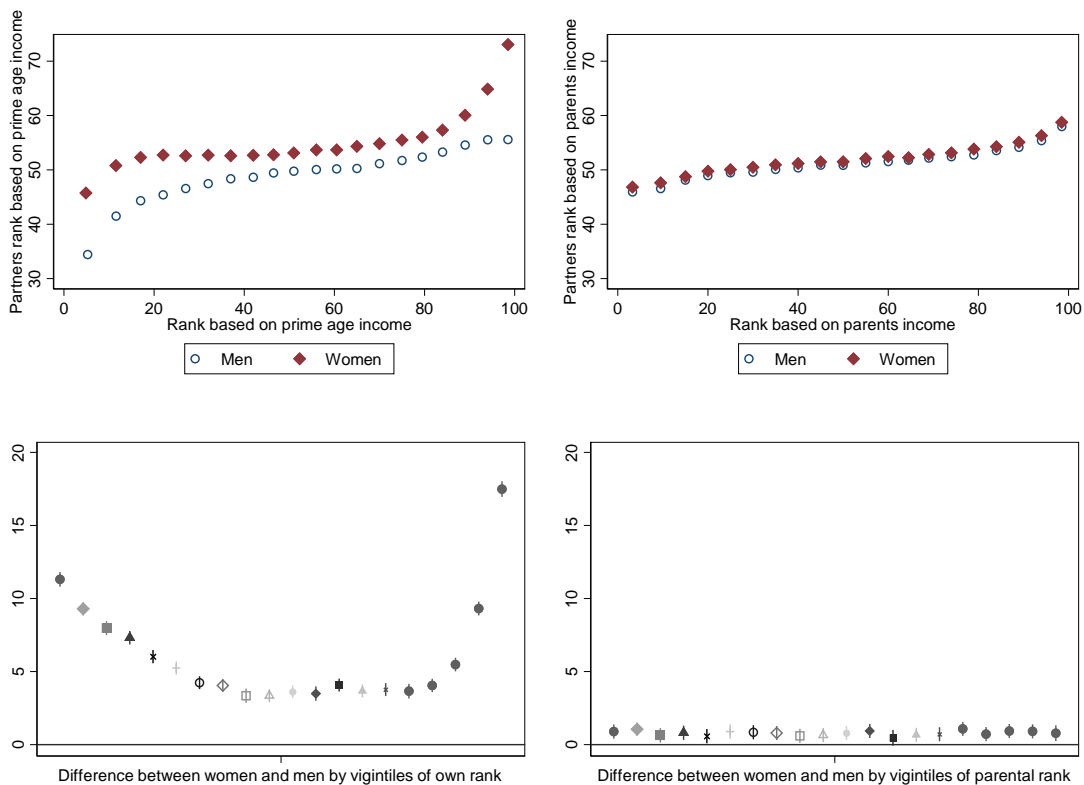 Partners rank based on prime age income
70
60
50
40
30
0 20 40 60 80 100
Rank based on prime age income
Men Women
Partners rank based on parents income
70
60
50
40
30
0 20 40 60 80 100
Rank based on parents income
Men Women
20
15
10
5
0
Difference between women and men by vigintiles of own rank
20
15
10
5
0
Difference between women and men by vigintiles of parental rank